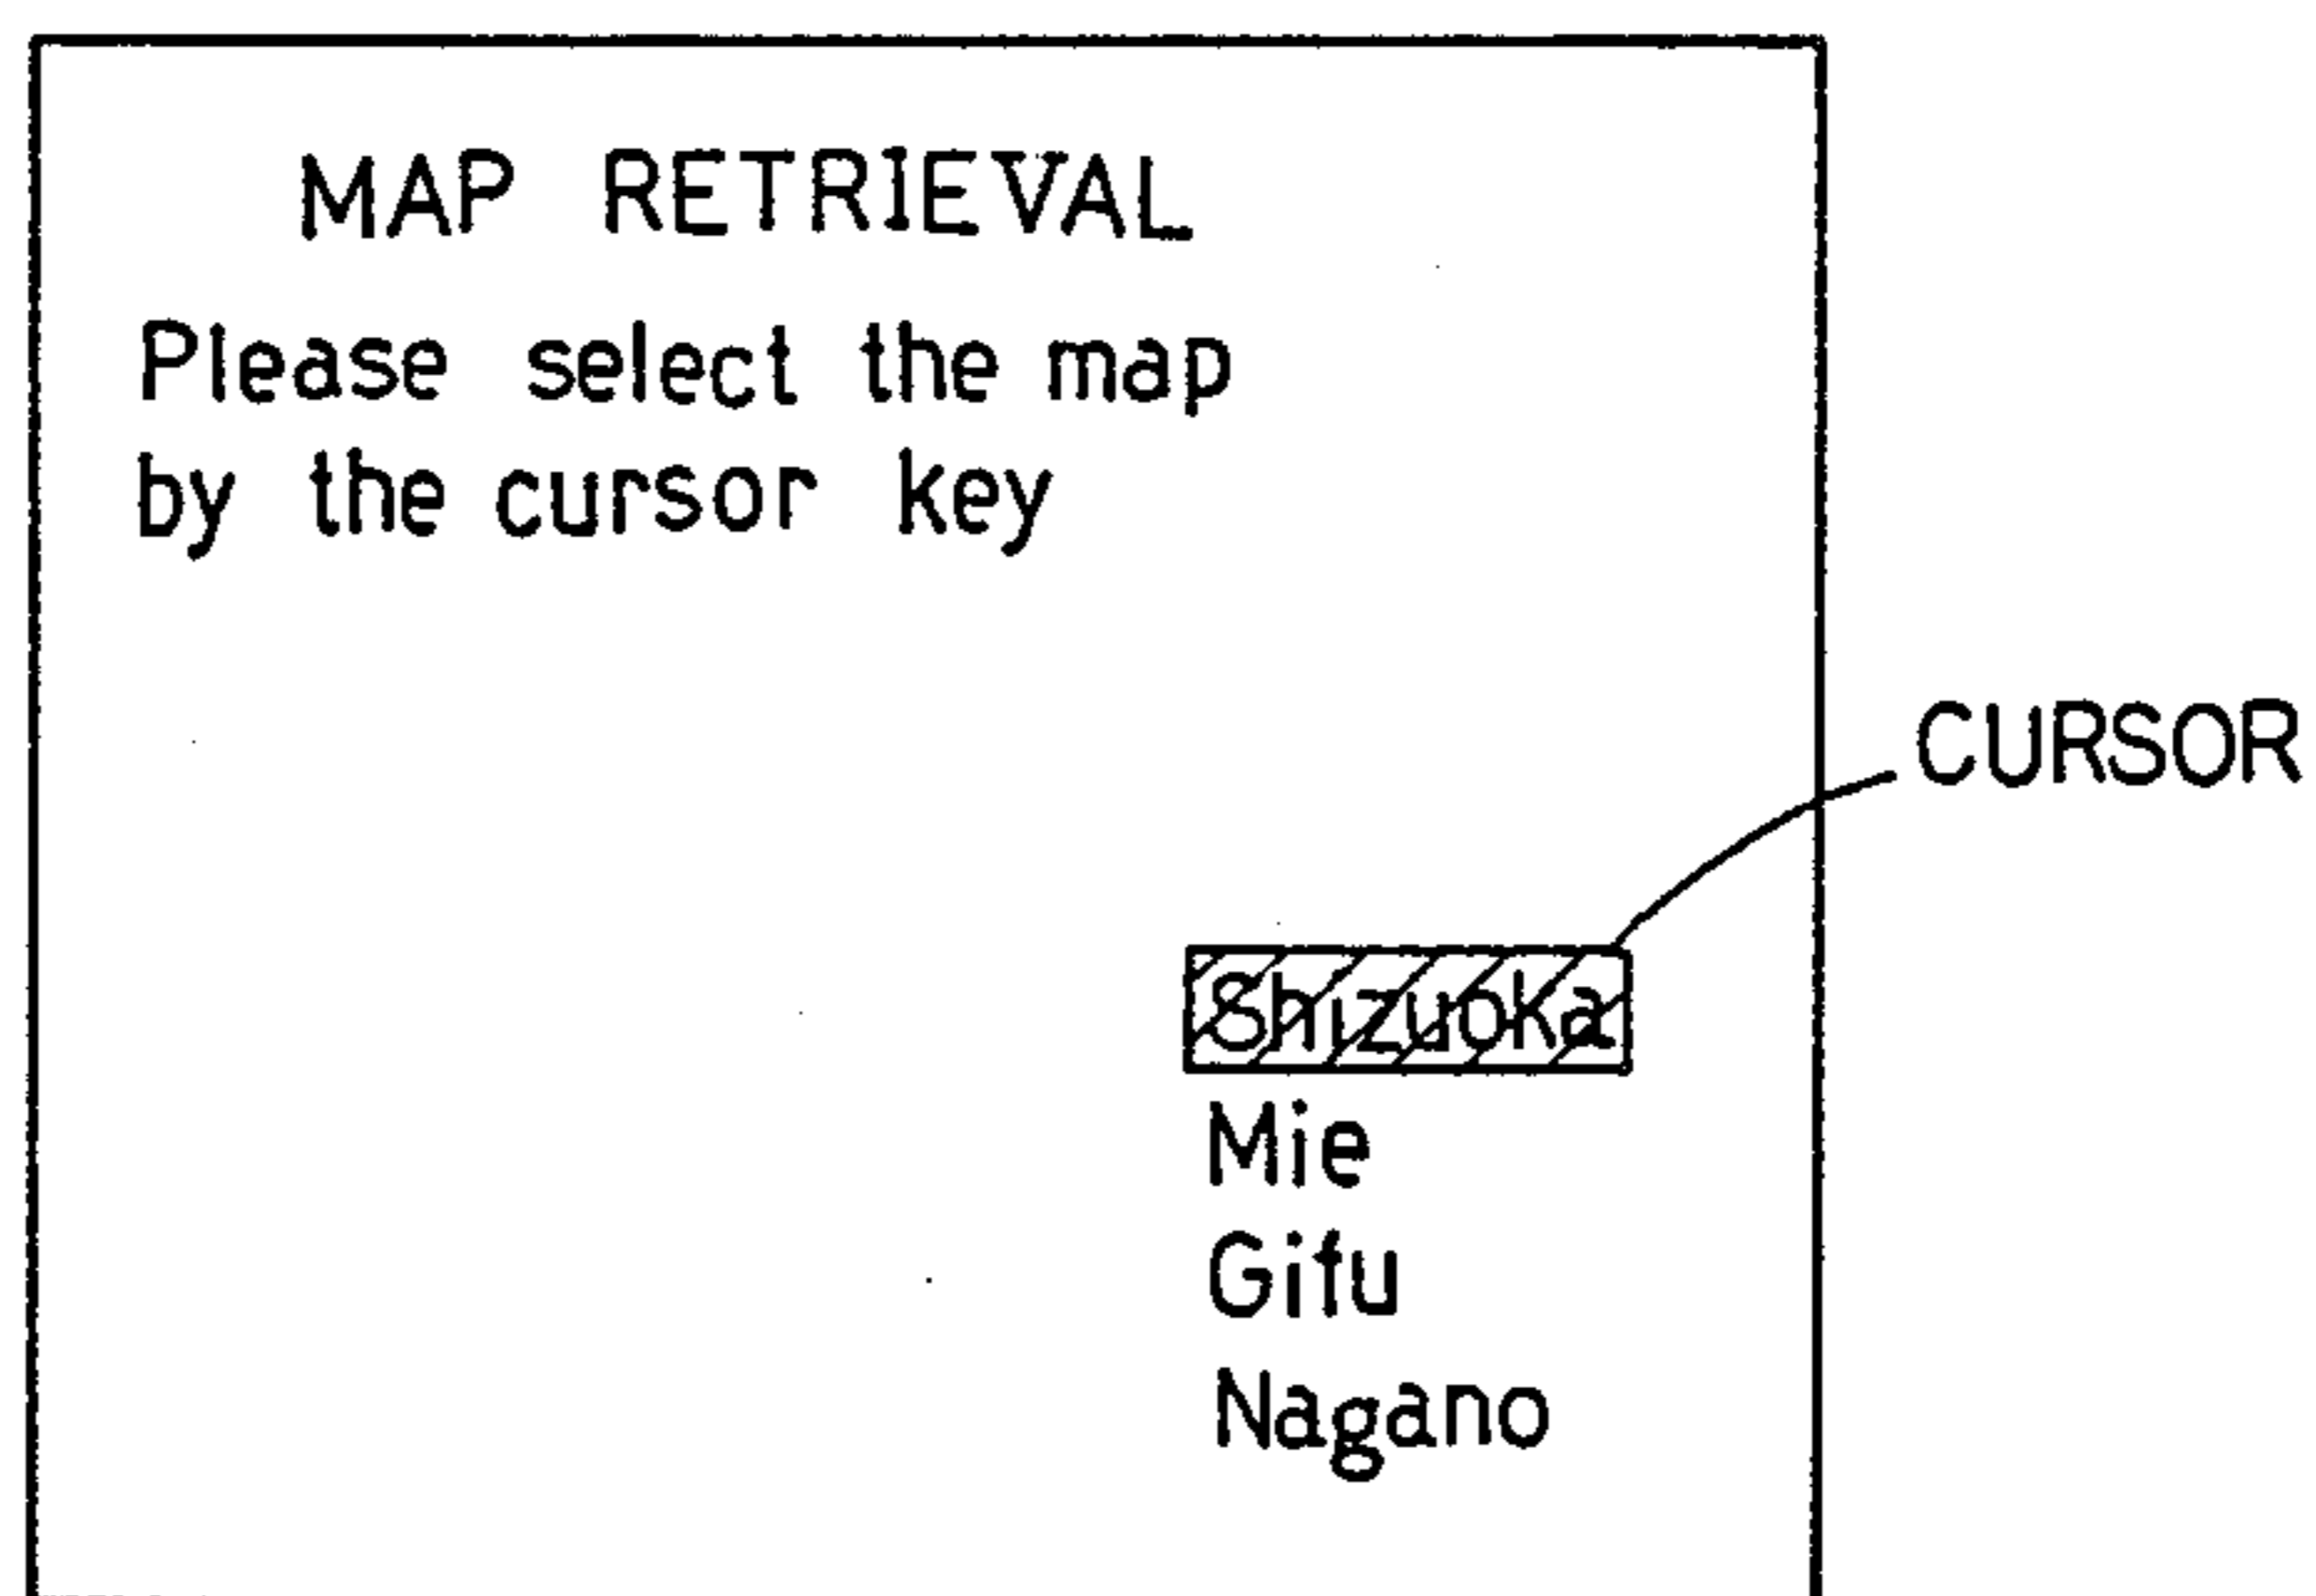 MAP RETRIEVAL
Please select the map
by the cursor key
CURSOR
Shizuoka
Mie
Gifu
Nagano